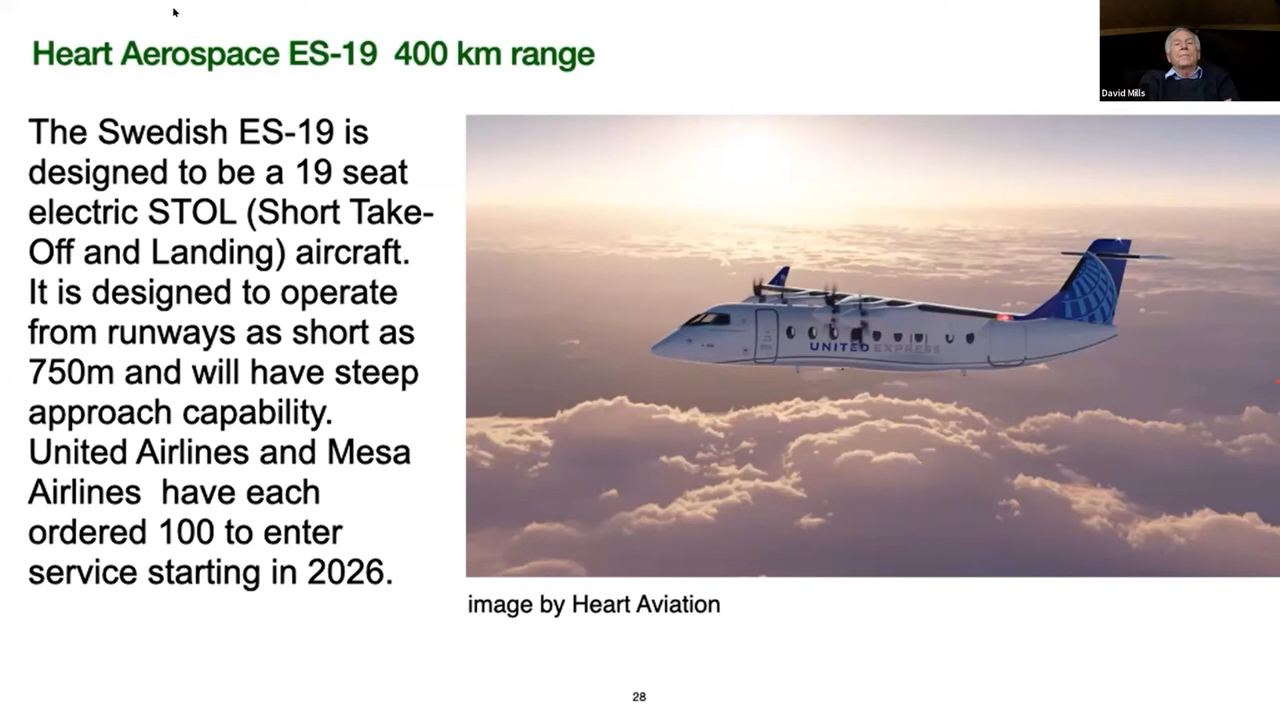 Heart Aerospace ES-19  400 km range
David Mills
The Swedish ES-19 is
designed to be a 19 seat
electric STOL (Short Take-
Off and Landing) aircraft.
It is designed to operate
from runways as short as
750m and will have steep
approach capability.
United Airlines and Mesa
Airlines  have each
ordered 100 to enter
service starting in 2026.
UNITED EXPRESS
image by Heart Aviation
28